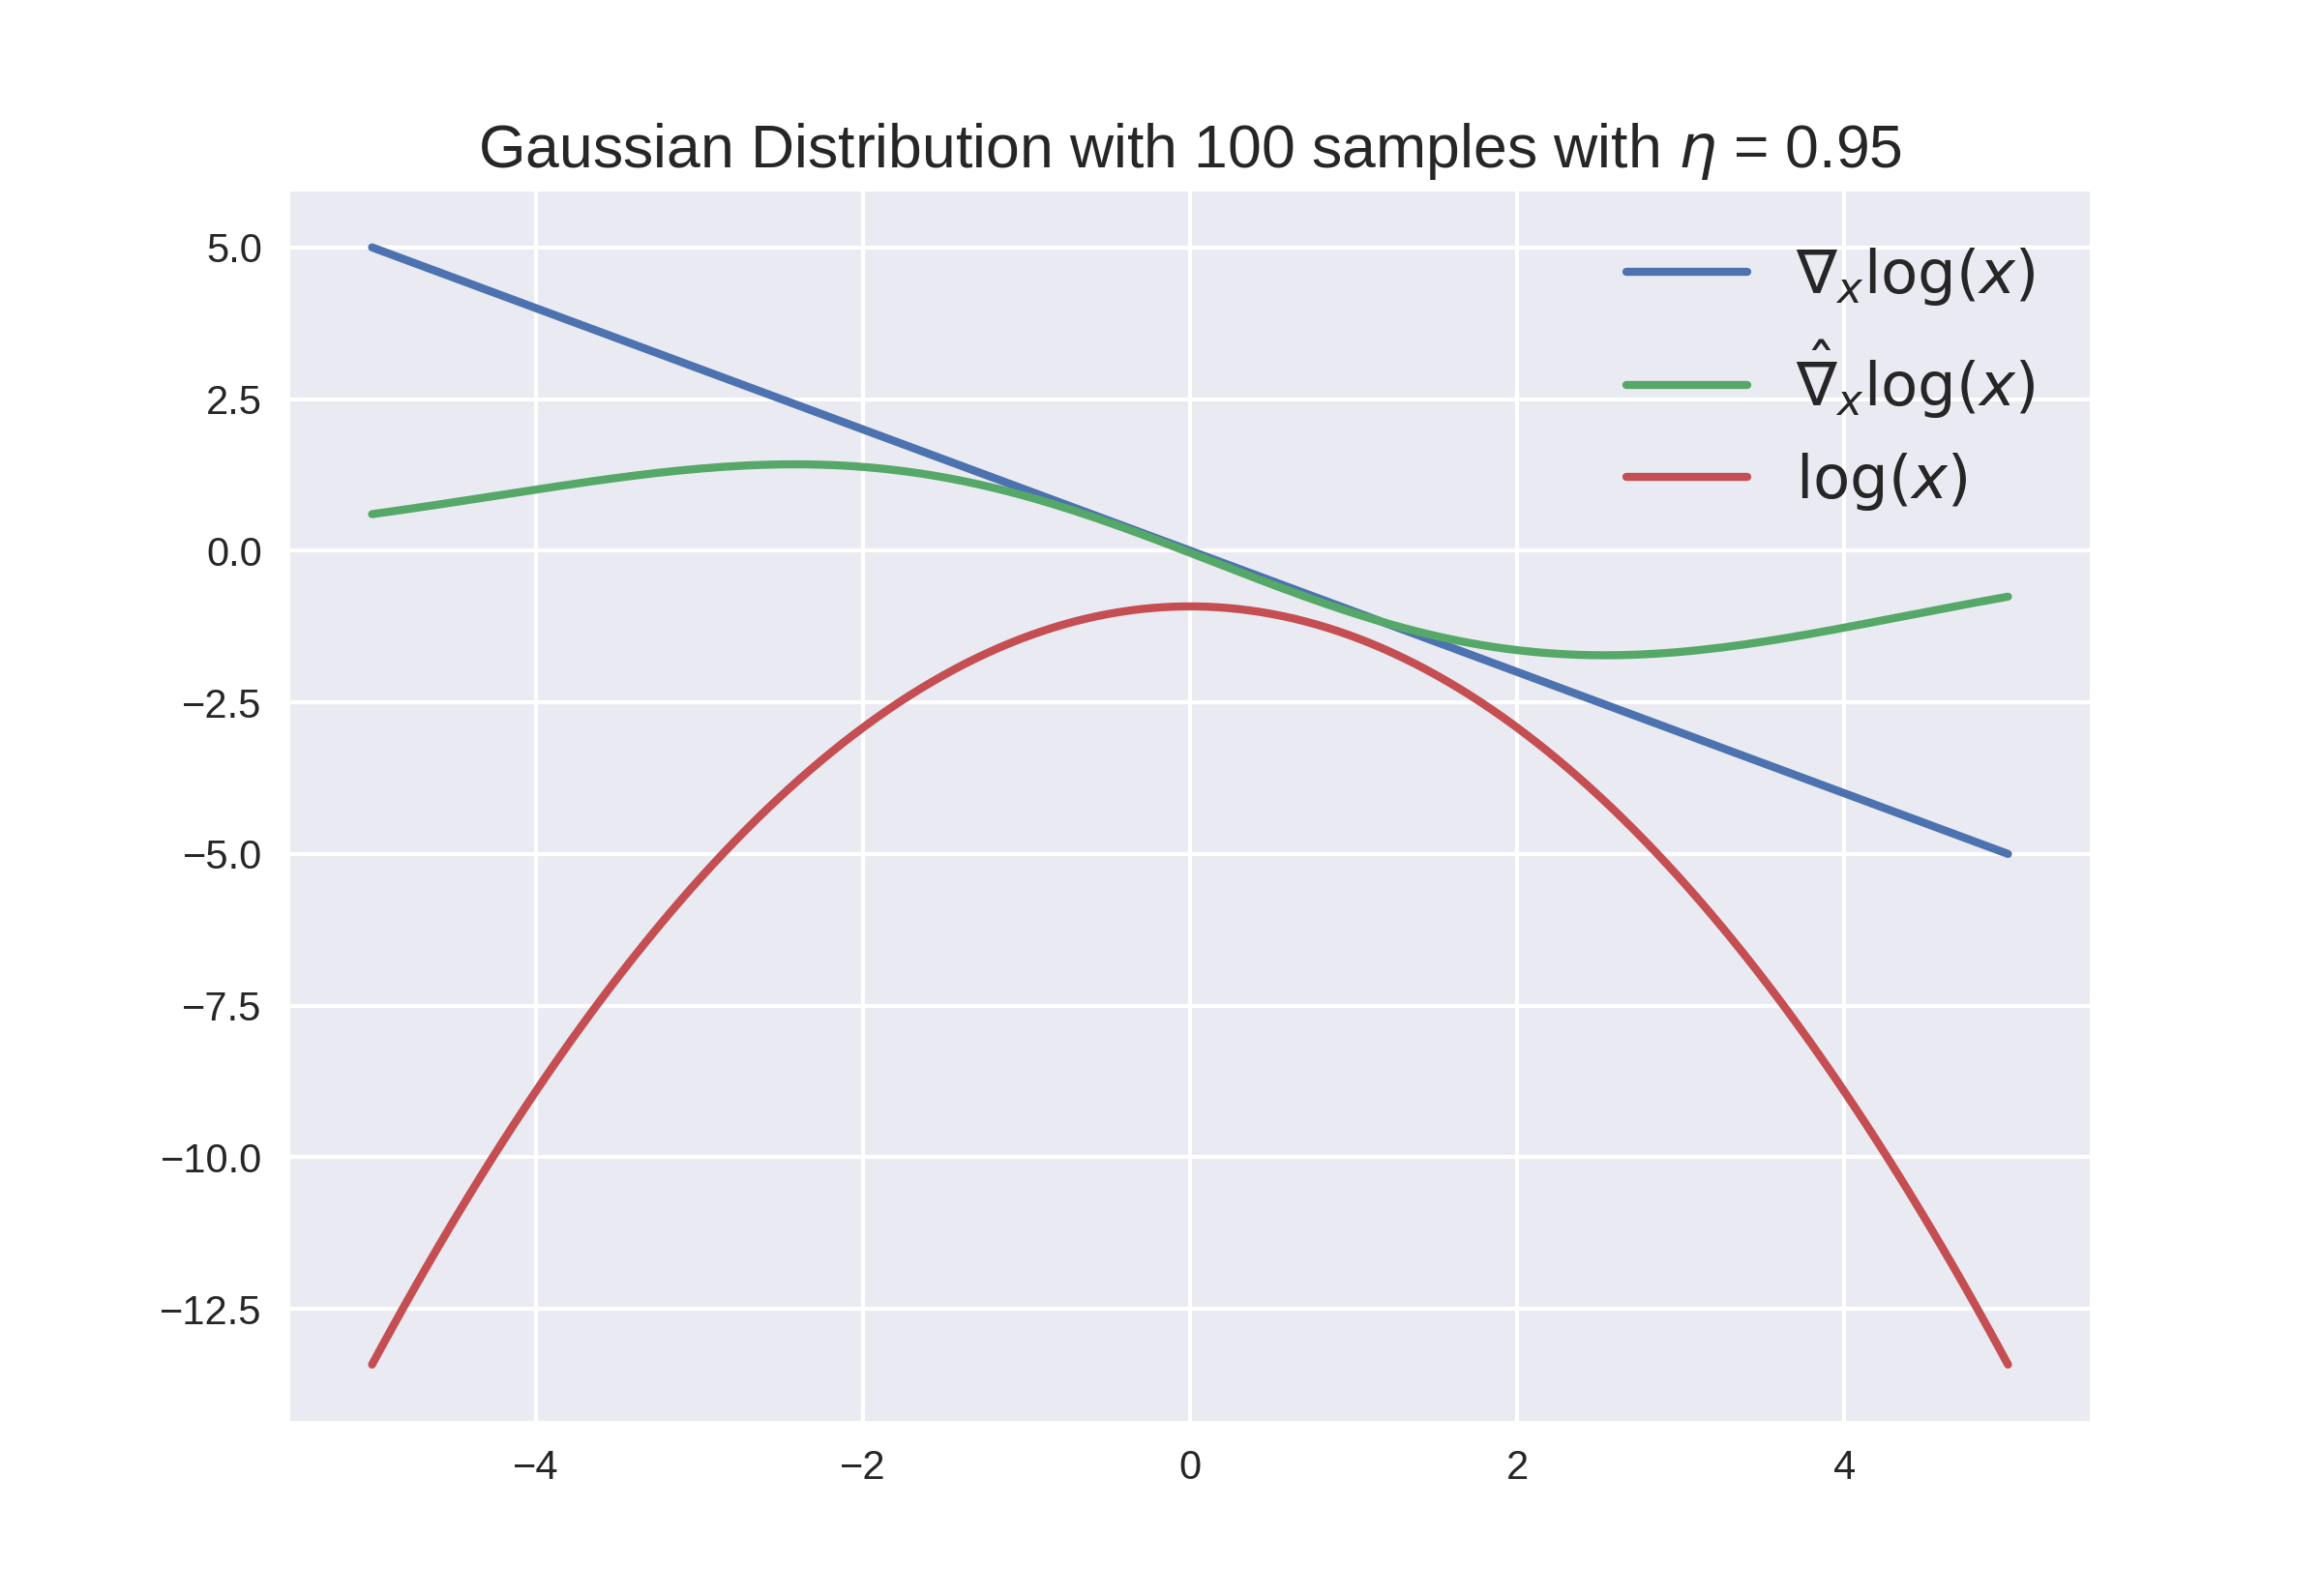 Gaussian Distribution with 100 samples with η = 0.95
5.0
2.5
0.0
−2.5
−5.0
−7.5
−10.0
−12.5
−4 −2 0 2 4
∇ₓlog(x)
∇̂ₓlog(x)
log(x)